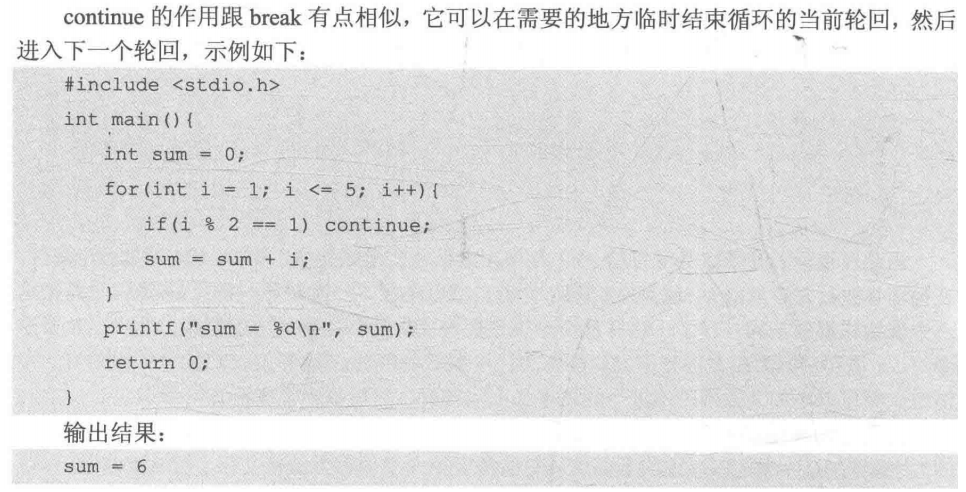 continue 的作用跟 break 有点相似，它可以在需要的地方临时结束循环的当前轮回，然后
进入下一个轮回，示例如下：
#include <stdio.h>
int main(){
int sum = 0;
for(int i = 1; i <= 5; i++){
if(i % 2 == 1) continue;
sum = sum + i;
}
printf("sum = %d\n", sum);
return 0;
}
输出结果：
sum = 6